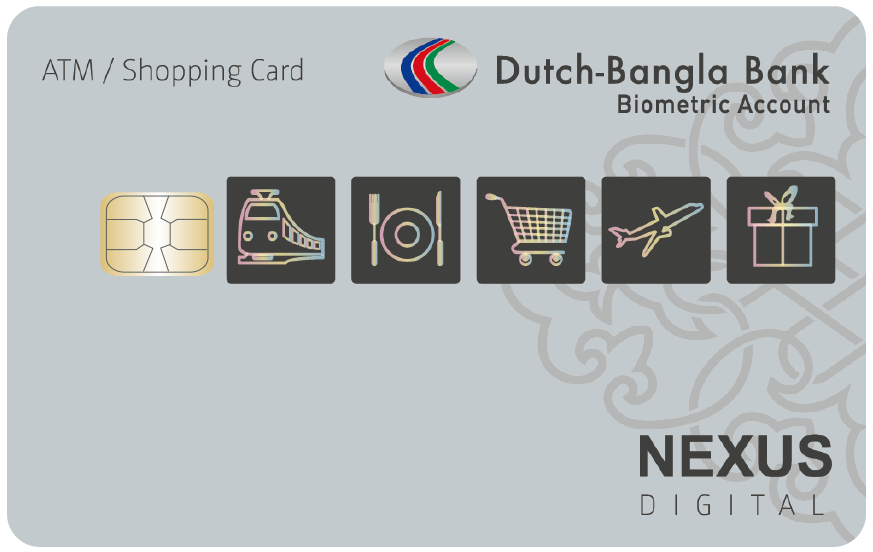 ATM / Shopping Card
Dutch-Bangla Bank
Biometric Account
NEXUS
DIGITAL